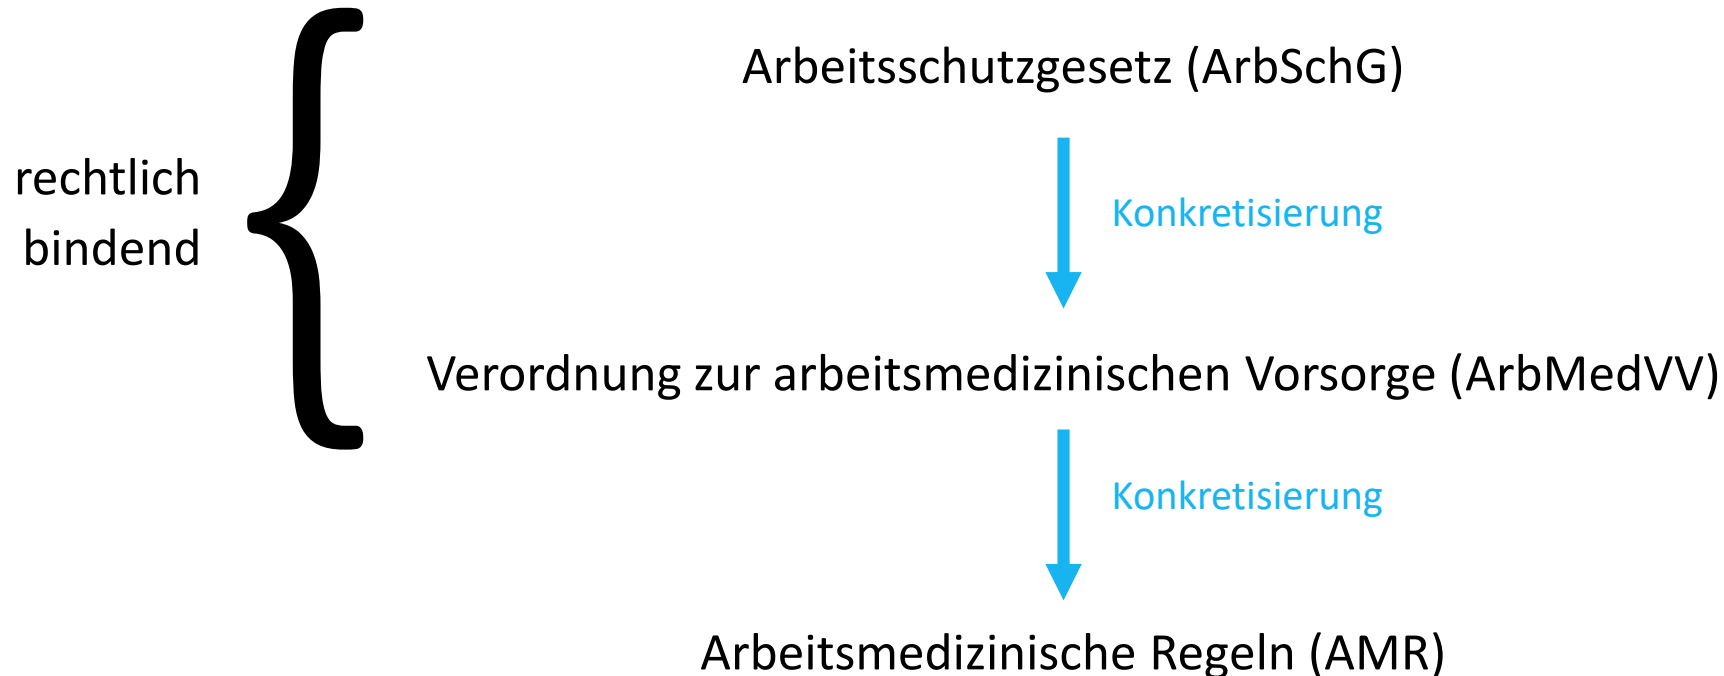 Arbeitsschutzgesetz (ArbSchG)
rechtlich
bindend
Konkretisierung
Verordnung zur arbeitsmedizinischen Vorsorge (ArbMedVV)
Konkretisierung
Arbeitsmedizinische Regeln (AMR)